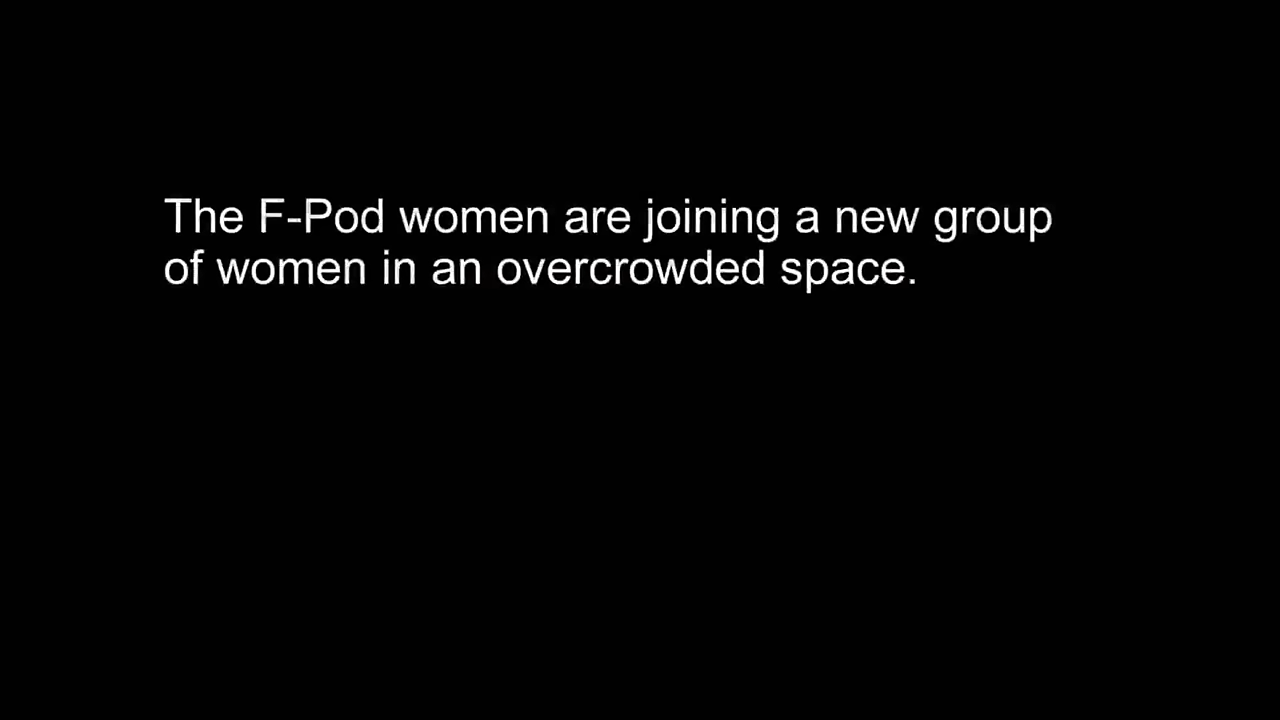 The F-Pod women are joining a new group
of women in an overcrowded space.